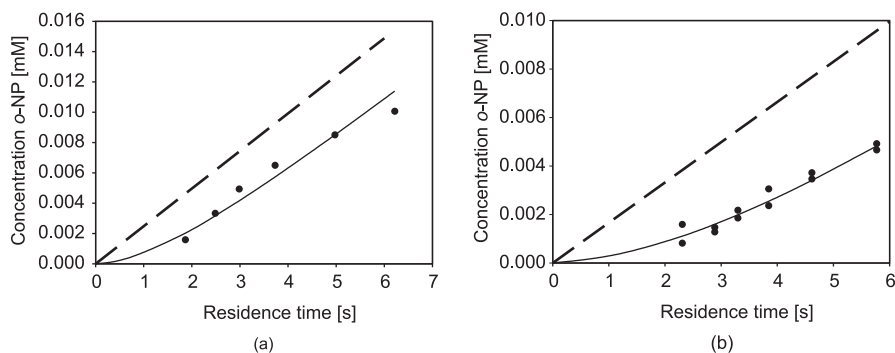 0.016
0.014
0.012
0.010
0.008
0.006
0.004
0.002
0.000
Concentration o-NP [mM]
0 1 2 3 4 5 6 7
Residence time [s]
(a)
0.010
0.008
0.006
0.004
0.002
0.000
Concentration o-NP [mM]
0 1 2 3 4 5 6
Residence time [s]
(b)